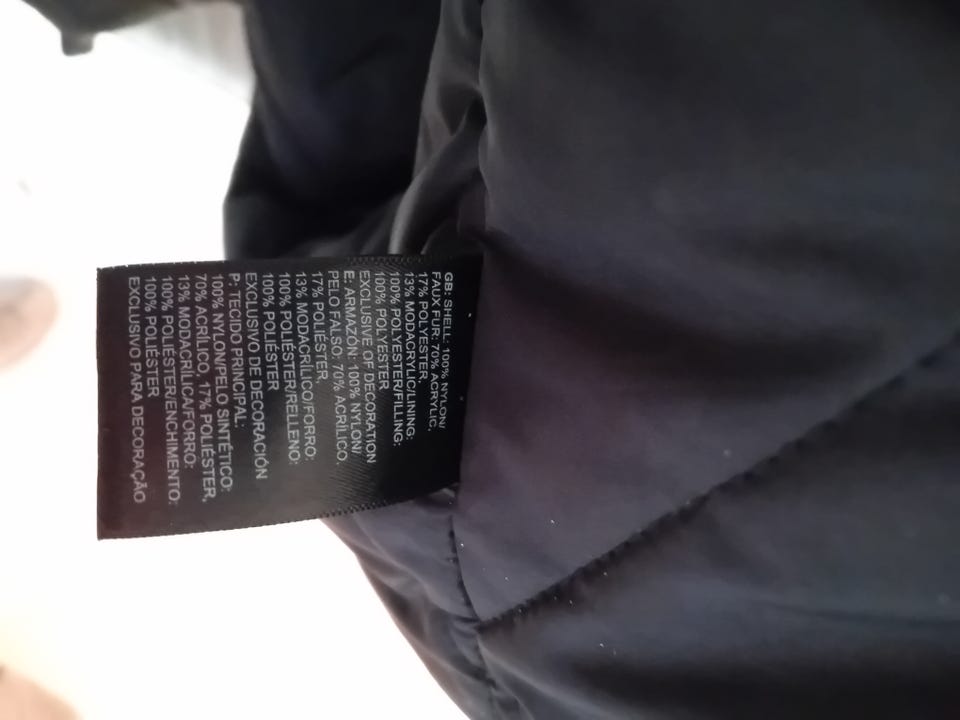 GB: SHELL: 100% NYLON/
FAUX FUR: 70% ACRYLIC,
17% POLYESTER,
13% MODACRYLIC/LINING:
100% POLYESTER/FILLING:
100% POLYESTER
EXCLUSIVE OF DECORATION
E: ARMAZÓN: 100% NYLON/
PELO FALSO: 70% ACRÍLICO,
17% POLIÉSTER,
13% MODACRÍLICO/FORRO:
100% POLIÉSTER/RELLENO:
100% POLIÉSTER
EXCLUSIVO DE DECORACIÓN
P: TECIDO PRINCIPAL:
100% NYLON/PELO SINTÉTICO:
70% ACRÍLICO, 17% POLIÉSTER,
13% MODACRÍLICA/FORRO:
100% POLIÉSTER/ENCHIMENTO:
100% POLIÉSTER
EXCLUSIVO PARA DECORAÇÃO